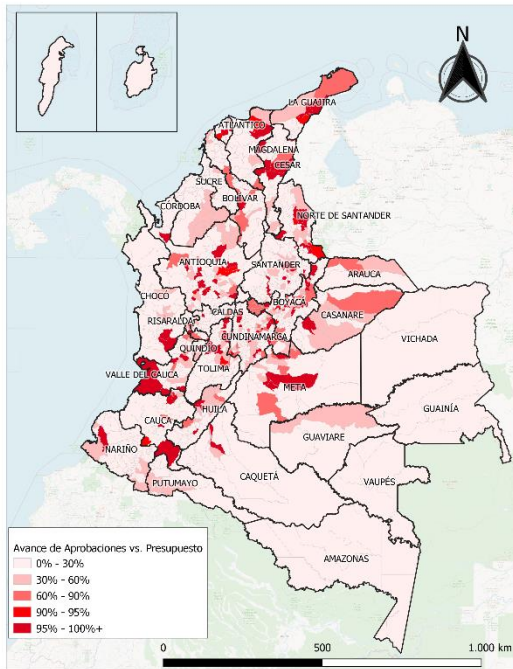 N
LA GUAJIRA
ATLÁNTICO
MAGDALENA
CESAR
SUCRE
CÓRDOBA
BOLÍVAR
NORTE DE SANTANDER
ANTIOQUIA
SANTANDER
ARAUCA
CHOCÓ
CALDAS
BOYACÁ
CASANARE
RISARALDA
CUNDINAMARCA
VICHADA
QUINDÍO
VALLE DEL CAUCA
TOLIMA
META
GUAINÍA
CAUCA
HUILA
GUAVIARE
NARIÑO
CAQUETÁ
VAUPÉS
PUTUMAYO
AMAZONAS
Avance de Aprobaciones vs. Presupuesto
0% - 30%
30% - 60%
60% - 90%
90% - 95%
95% - 100%+
0 500 1.000 km